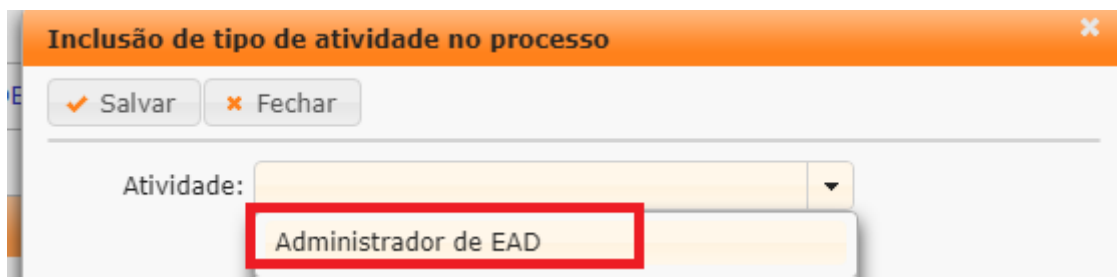 Inclusão de tipo de atividade no processo
Salvar
Fechar
Atividade:
Administrador de EAD